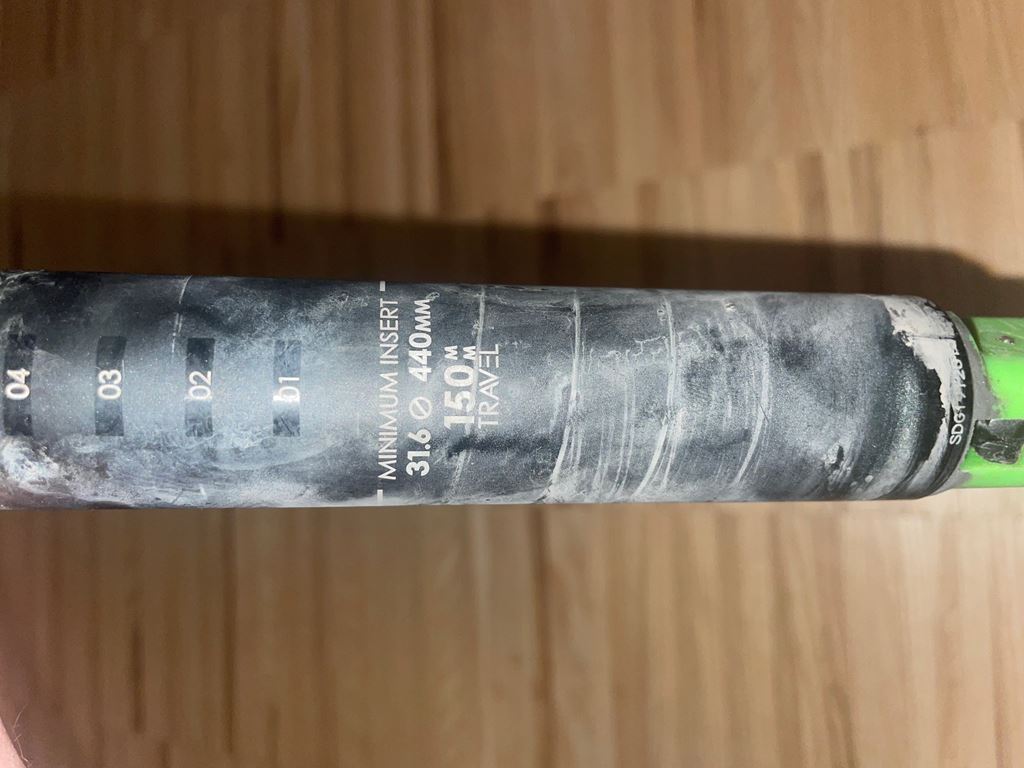 04
03
02
01
MINIMUM INSERT
31.6 ⌀ 440MM
150MM
TRAVEL